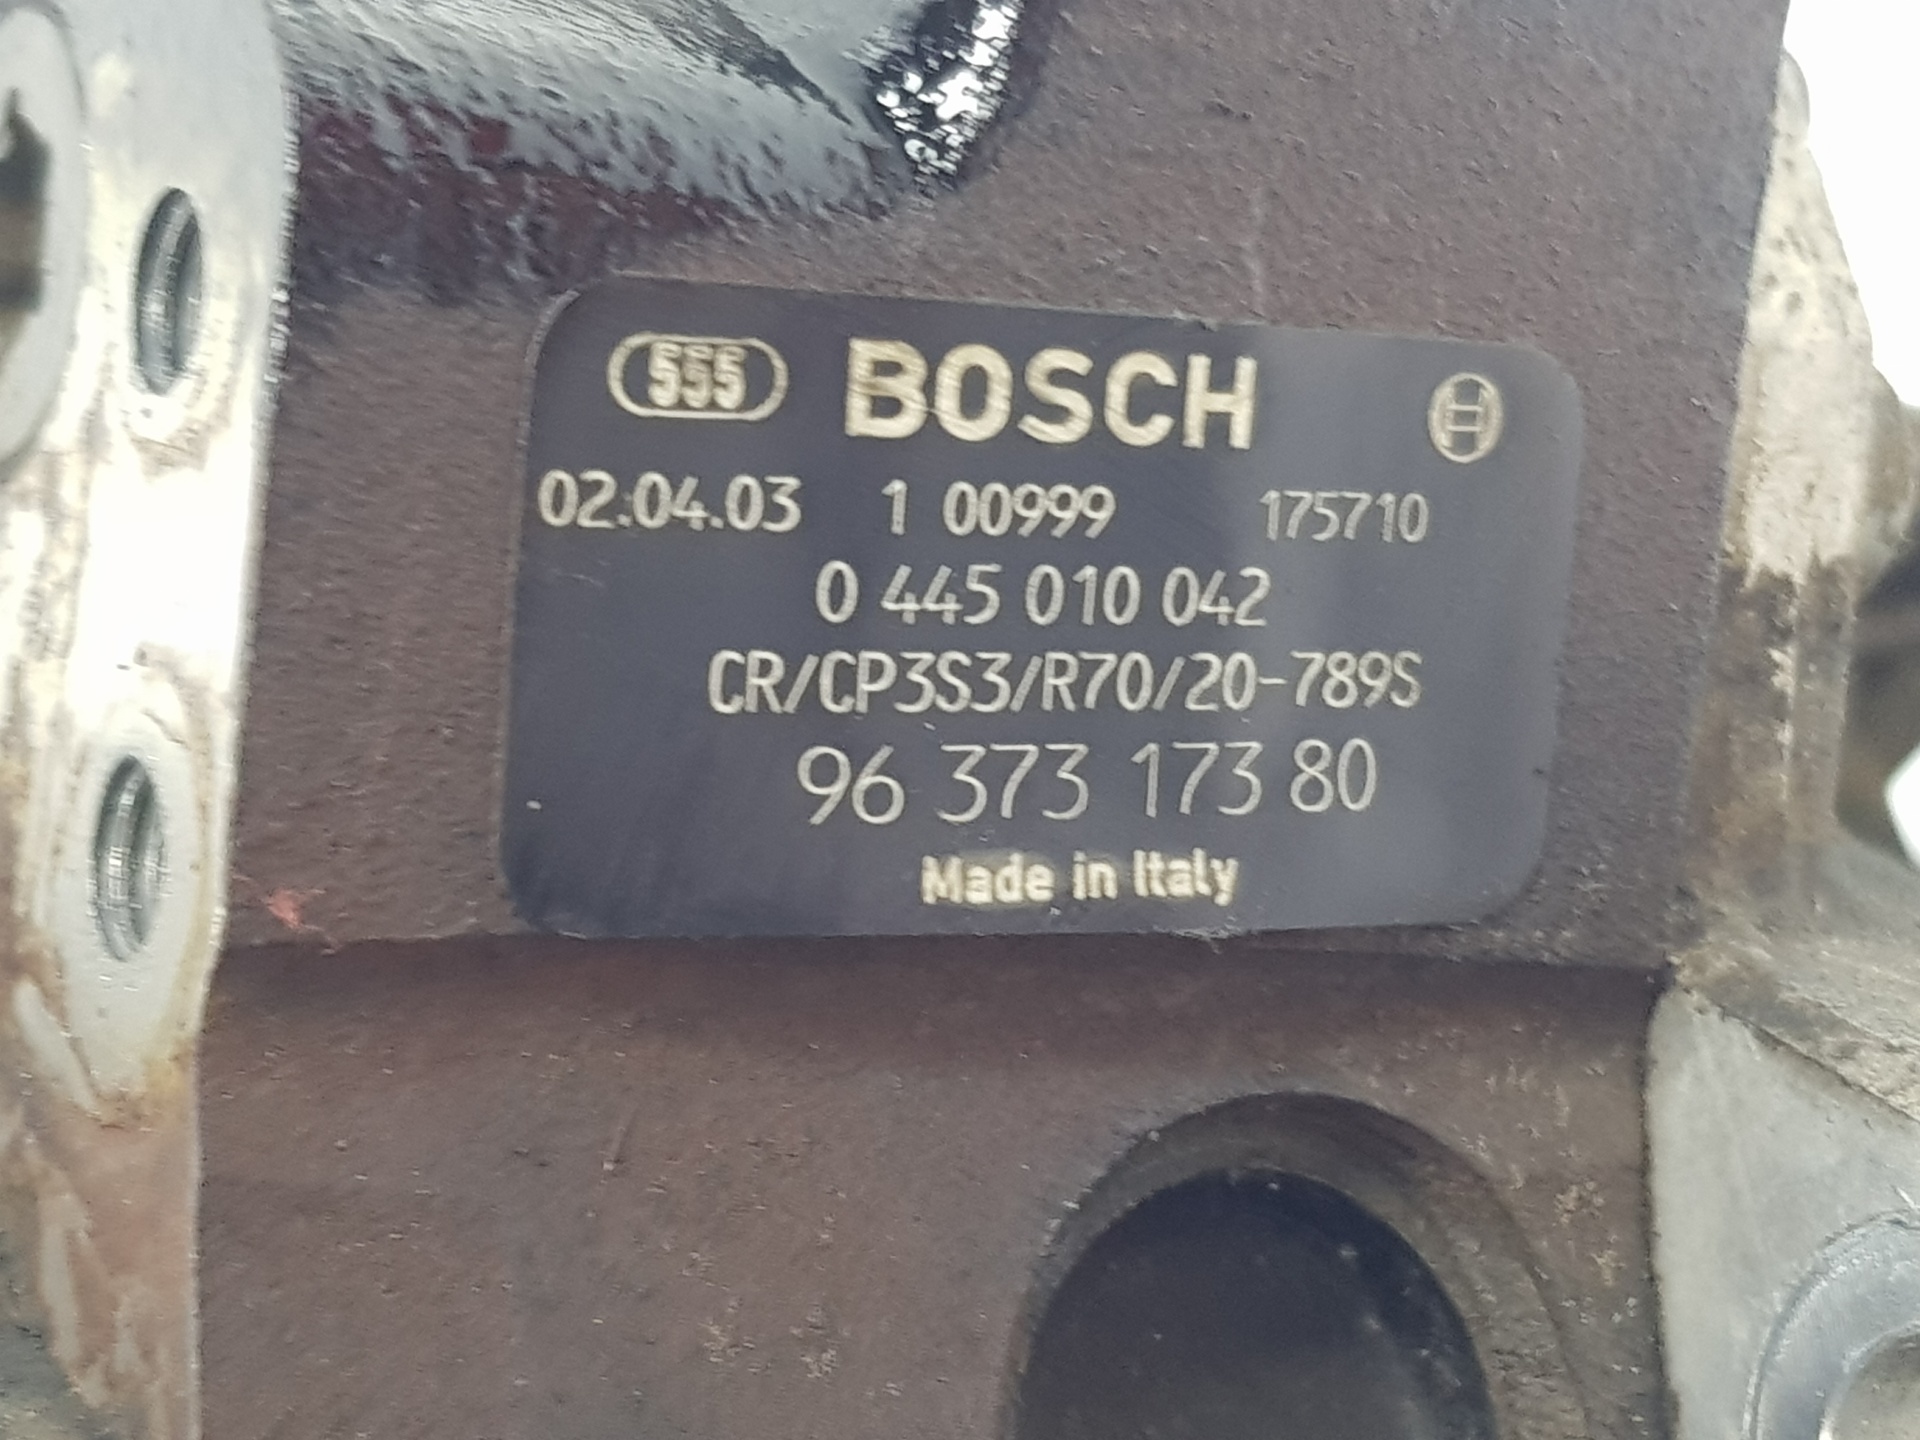 555 BOSCH
02.04.03 1 00999 175710
0 445 010 042
CR/CP3S3/R70/20-789S
96 373 173 80
Made in Italy